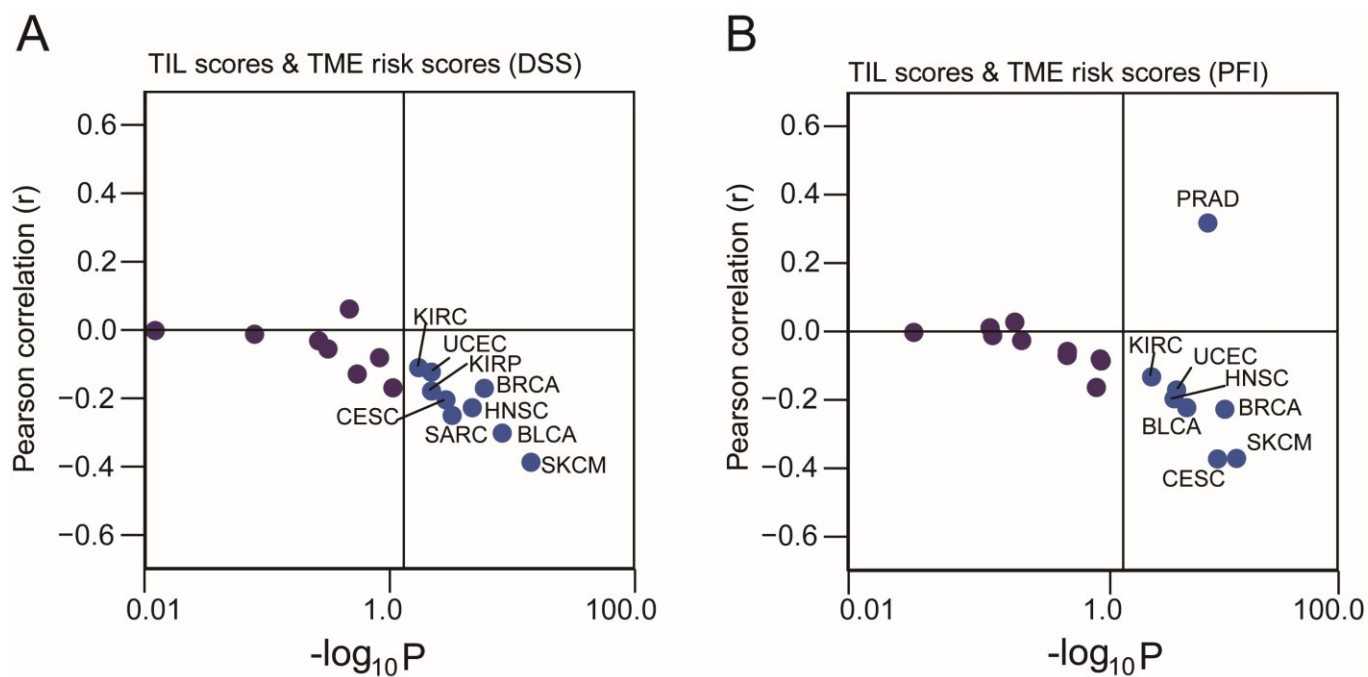 A
TIL scores & TME risk scores (DSS)
Pearson correlation (r)
0.6
0.4
0.2
0.0
−0.2
−0.4
−0.6
KIRC
UCEC
KIRP
BRCA
CESC
HNSC
SARC
BLCA
SKCM
0.01
1.0
100.0
-log10P
B
TIL scores & TME risk scores (PFI)
Pearson correlation (r)
0.6
0.4
0.2
0.0
−0.2
−0.4
−0.6
PRAD
KIRC
UCEC
HNSC
BRCA
BLCA
SKCM
CESC
0.01
1.0
100.0
-log10P